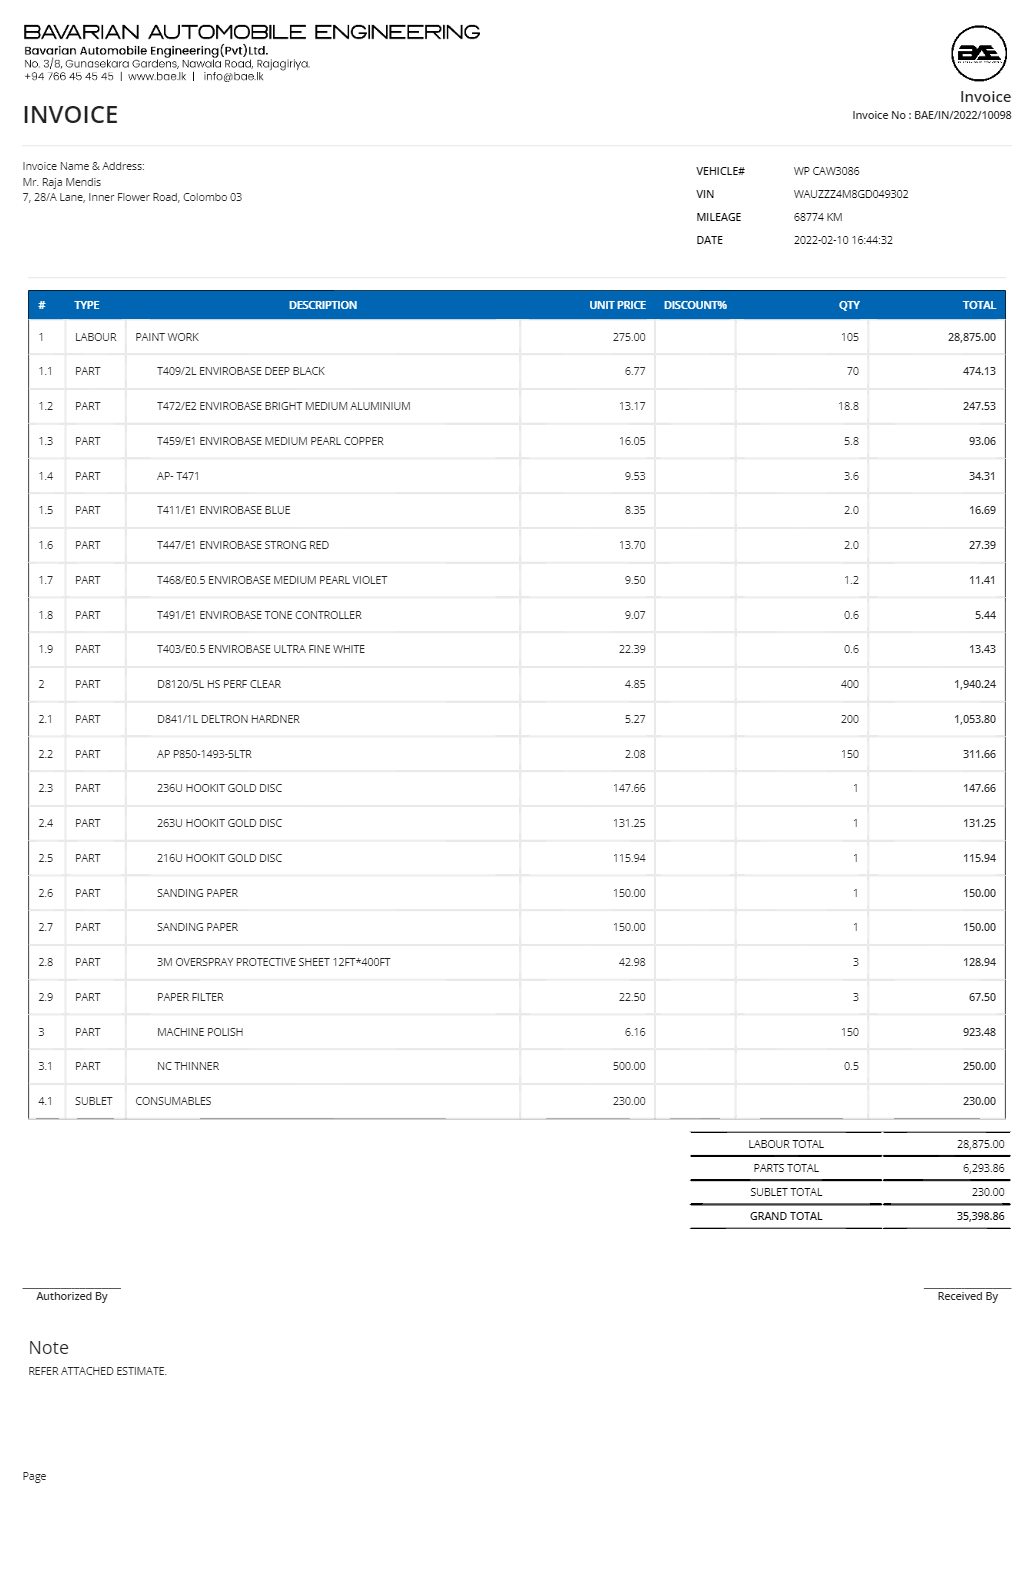 BAVARIAN AUTOMOBILE ENGINEERING
Bavarian Automobile Engineering(Pvt)Ltd.
No. 3/8, Gunasekara Gardens, Nawala Road, Rajagiriya.
+94 766 45 45 45 | www.bae.lk | info@bae.lk
BAE
INVOICE
Invoice
Invoice No : BAE/IN/2022/10098
Invoice Name & Address:
Mr. Raja Mendis
7, 28/A Lane, Inner Flower Road, Colombo 03
VEHICLE# WP CAW3086
VIN WAUZZZ4M8GD049302
MILEAGE 68774 KM
DATE 2022-02-10 16:44:32
# TYPE DESCRIPTION UNIT PRICE DISCOUNT% QTY TOTAL
1 LABOUR PAINT WORK 275.00 105 28,875.00
1.1 PART T409/2L ENVIROBASE DEEP BLACK 6.77 70 474.13
1.2 PART T472/E2 ENVIROBASE BRIGHT MEDIUM ALUMINIUM 13.17 18.8 247.53
1.3 PART T459/E1 ENVIROBASE MEDIUM PEARL COPPER 16.05 5.8 93.06
1.4 PART AP- T471 9.53 3.6 34.31
1.5 PART T411/E1 ENVIROBASE BLUE 8.35 2.0 16.69
1.6 PART T447/E1 ENVIROBASE STRONG RED 13.70 2.0 27.39
1.7 PART T468/E0.5 ENVIROBASE MEDIUM PEARL VIOLET 9.50 1.2 11.41
1.8 PART T491/E1 ENVIROBASE TONE CONTROLLER 9.07 0.6 5.44
1.9 PART T403/E0.5 ENVIROBASE ULTRA FINE WHITE 22.39 0.6 13.43
2 PART D8120/5L HS PERF CLEAR 4.85 400 1,940.24
2.1 PART D841/1L DELTRON HARDNER 5.27 200 1,053.80
2.2 PART AP P850-1493-5LTR 2.08 150 311.66
2.3 PART 236U HOOKIT GOLD DISC 147.66 1 147.66
2.4 PART 263U HOOKIT GOLD DISC 131.25 1 131.25
2.5 PART 216U HOOKIT GOLD DISC 115.94 1 115.94
2.6 PART SANDING PAPER 150.00 1 150.00
2.7 PART SANDING PAPER 150.00 1 150.00
2.8 PART 3M OVERSPRAY PROTECTIVE SHEET 12FT*400FT 42.98 3 128.94
2.9 PART PAPER FILTER 22.50 3 67.50
3 PART MACHINE POLISH 6.16 150 923.48
3.1 PART NC THINNER 500.00 0.5 250.00
4.1 SUBLET CONSUMABLES 230.00 230.00
LABOUR TOTAL 28,875.00
PARTS TOTAL 6,293.86
SUBLET TOTAL 230.00
GRAND TOTAL 35,398.86
Authorized By Received By
Note
REFER ATTACHED ESTIMATE.
Page